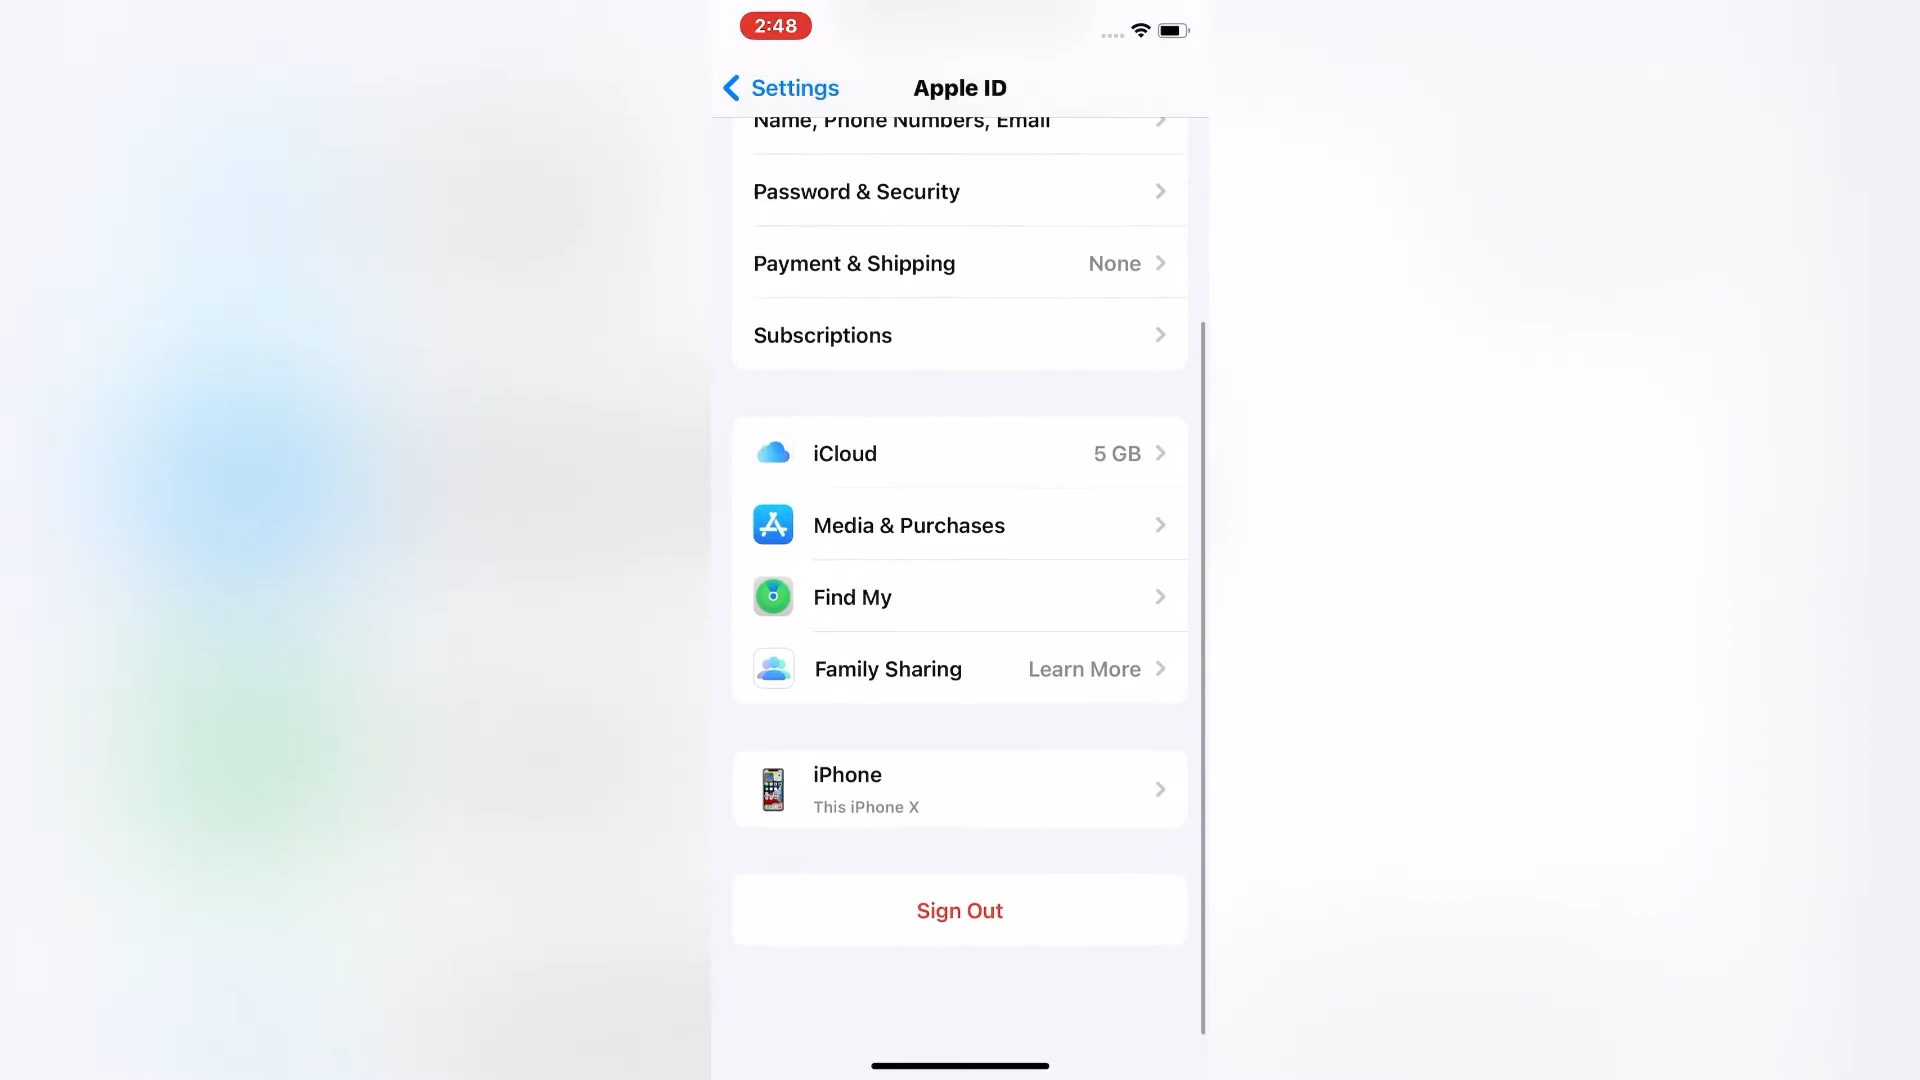 2:48
Settings
Apple ID
Name, Phone Numbers, Email
Password & Security
Payment & Shipping None
Subscriptions
iCloud 5 GB
Media & Purchases
Find My
Family Sharing Learn More
iPhone
This iPhone X
Sign Out